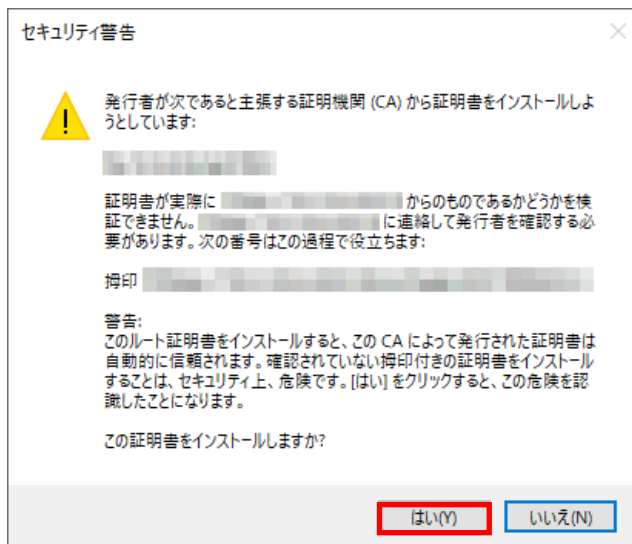 セキュリティ警告
発行者が次であると主張する証明機関 (CA) から証明書をインストールしよ
うとしています:
証明書が実際に からのものであるかどうかを検
証できません。 に連絡して発行者を確認する必
要があります。次の番号はこの過程で役立ちます:
拇印
警告:
このルート証明書をインストールすると、この CA によって発行された証明書は
自動的に信頼されます。確認されていない拇印付きの証明書をインストール
することは、セキュリティ上、危険です。[はい] をクリックすると、この危険を認
識したことになります。
この証明書をインストールしますか?
はい(Y) いいえ(N)